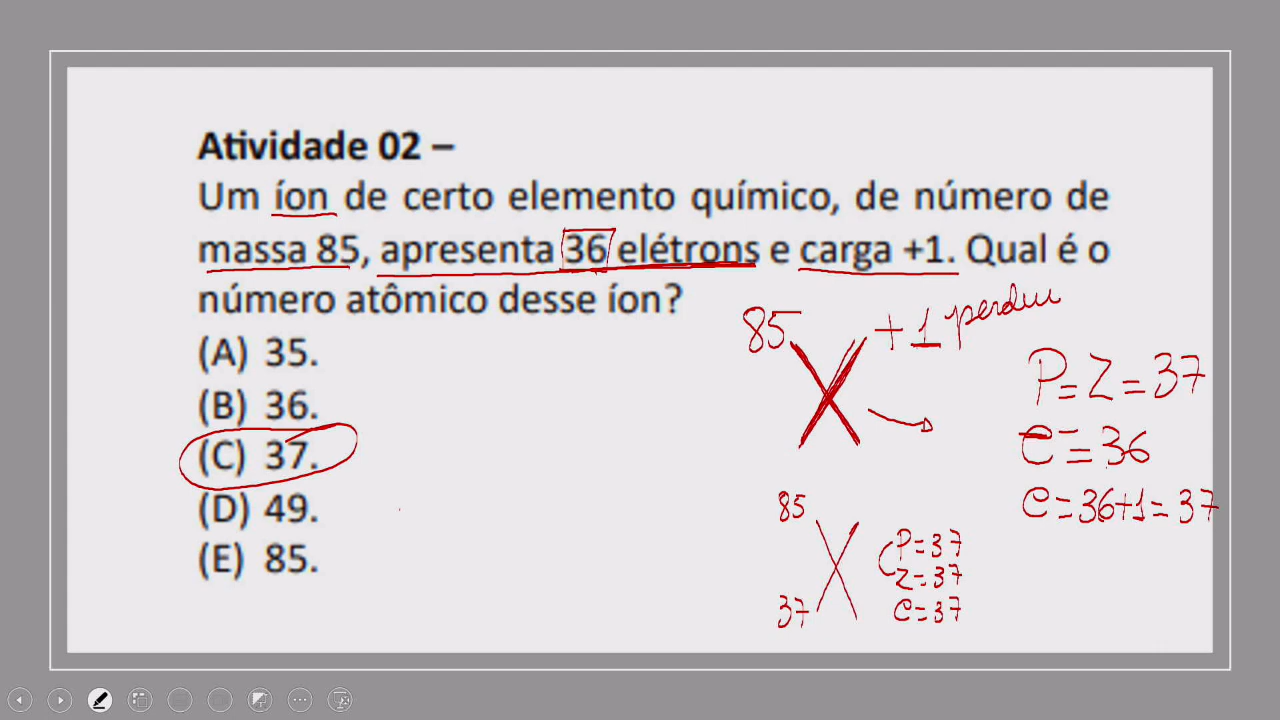 Atividade 02 –
Um íon de certo elemento químico, de número de
massa 85, apresenta 36 elétrons e carga +1. Qual é o
número atômico desse íon?
(A) 35.
(B) 36.
(C) 37.
(D) 49.
(E) 85.
85 X +1 perdeu
P=Z=37
e⁻=36
e=36+1=37
85
X
37
P=37
Z=37
e=37